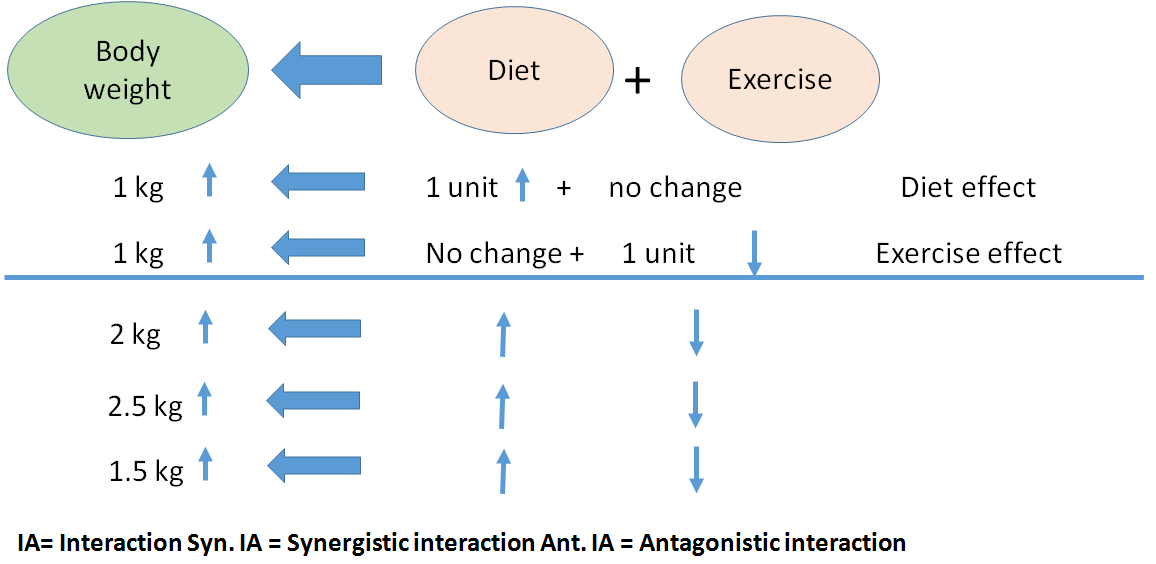 Body
weight
Diet
+
Exercise
1 kg 1 unit + no change Diet effect
1 kg No change + 1 unit Exercise effect
2 kg
2.5 kg
1.5 kg
IA= Interaction Syn. IA = Synergistic interaction Ant. IA = Antagonistic interaction